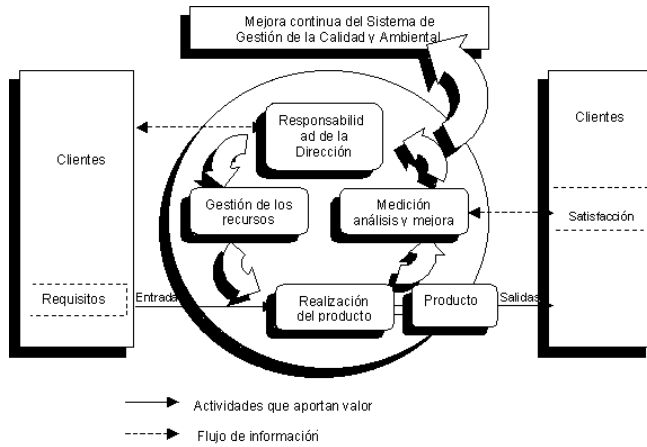 Mejora continua del Sistema de
Gestión de la Calidad y Ambiental
Clientes
Requisitos
Entrada
Responsabilid
ad de la
Dirección
Gestión de los
recursos
Medición
análisis y mejora
Realización
del producto
Producto
Salidas
Clientes
Satisfacción
Actividades que aportan valor
Flujo de información